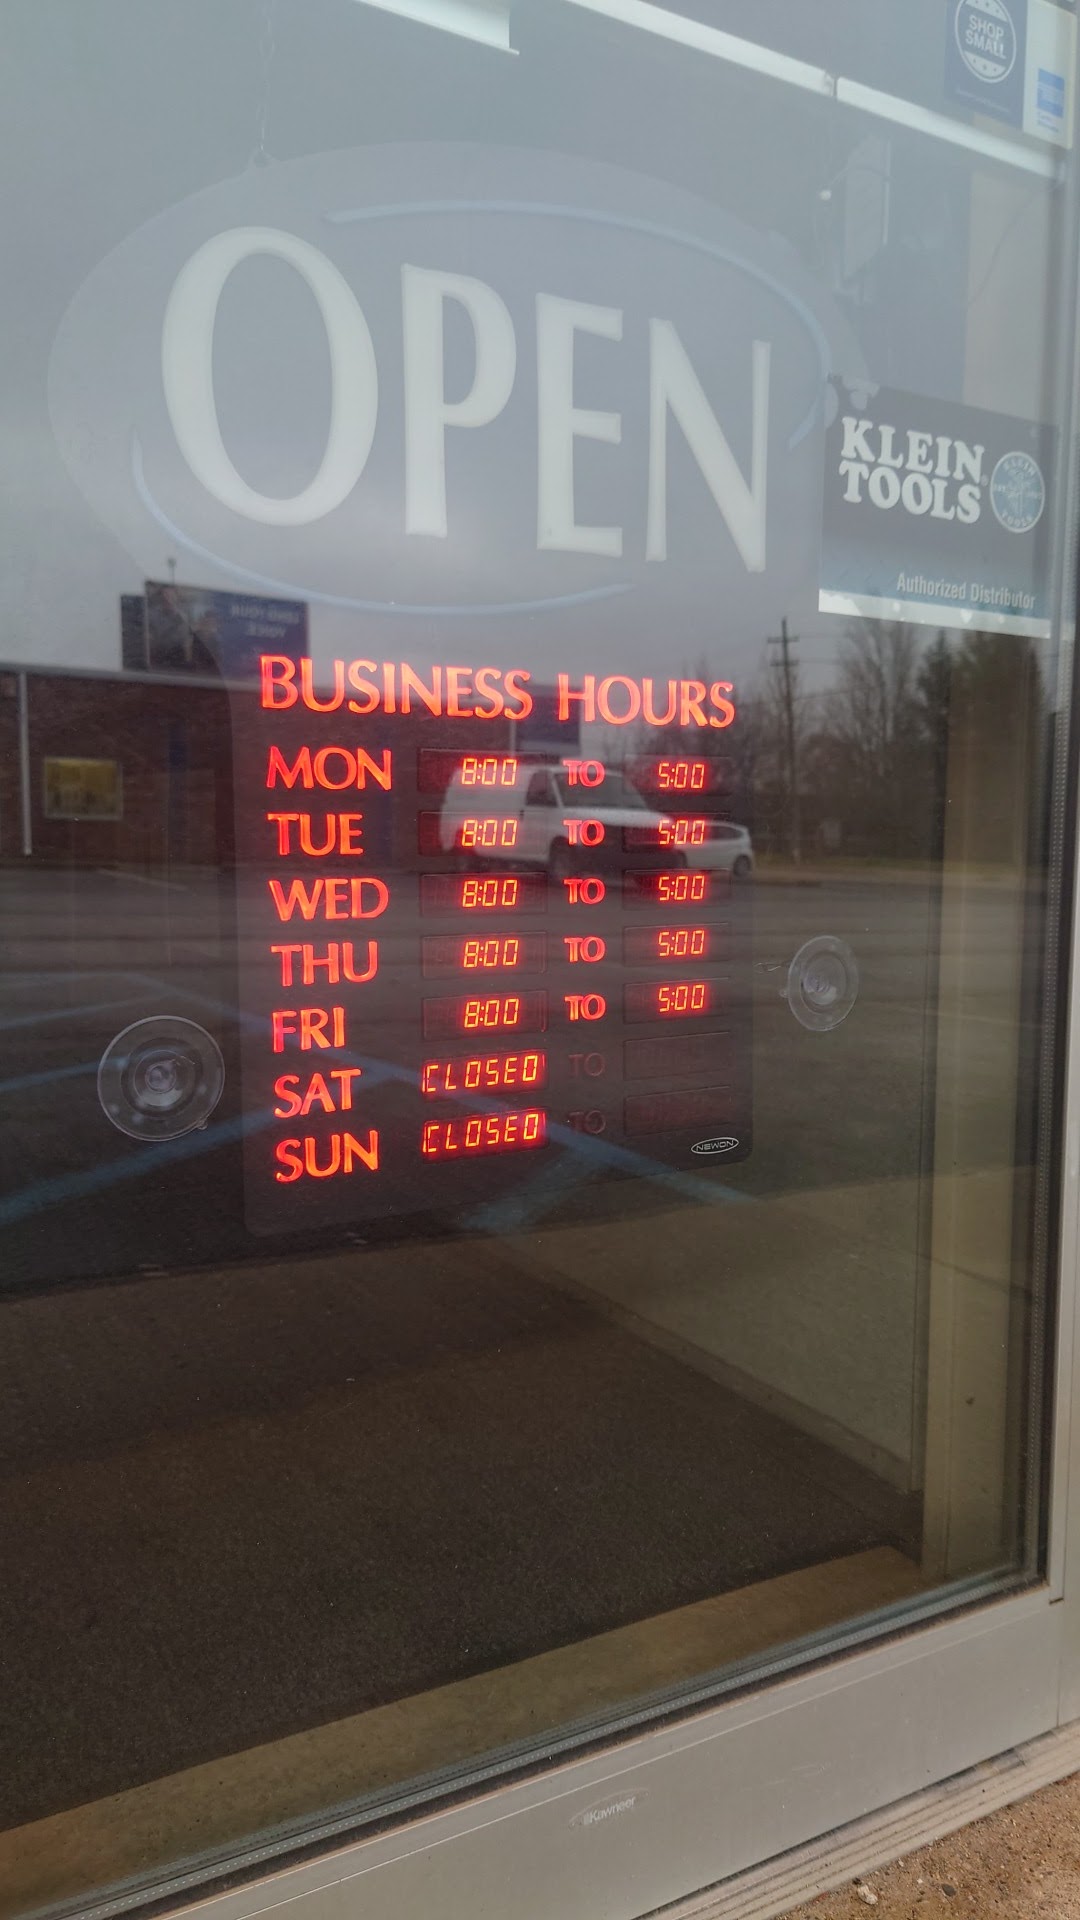 SHOP
SMALL
OPEN
KLEIN
TOOLS®
KLEIN
TOOLS
Authorized Distributor
BUSINESS HOURS
MON 8:00 TO 5:00
TUE 8:00 TO 5:00
WED 8:00 TO 5:00
THU 8:00 TO 5:00
FRI 8:00 TO 5:00
SAT CLOSED TO
SUN CLOSED TO
NEWON
Kawneer